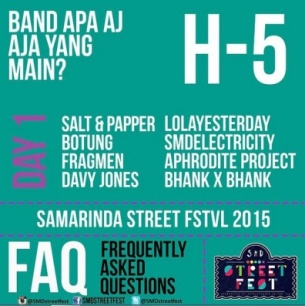 BAND APA AJ
AJA YANG
MAIN?
H-5
DAY 1
SALT & PAPPER
BOTUNG
FRAGMEN
DAVY JONES
LOLAYESTERDAY
SMDELECTRICITY
APHRODITE PROJECT
BHANK X BHANK
SAMARINDA STREET FSTVL 2015
FAQ
FREQUENTLY
ASKED
QUESTIONS
SMD
STREET
FEST
@SMDstreetfest
SMDSTREETFEST
@SMDstreetfest